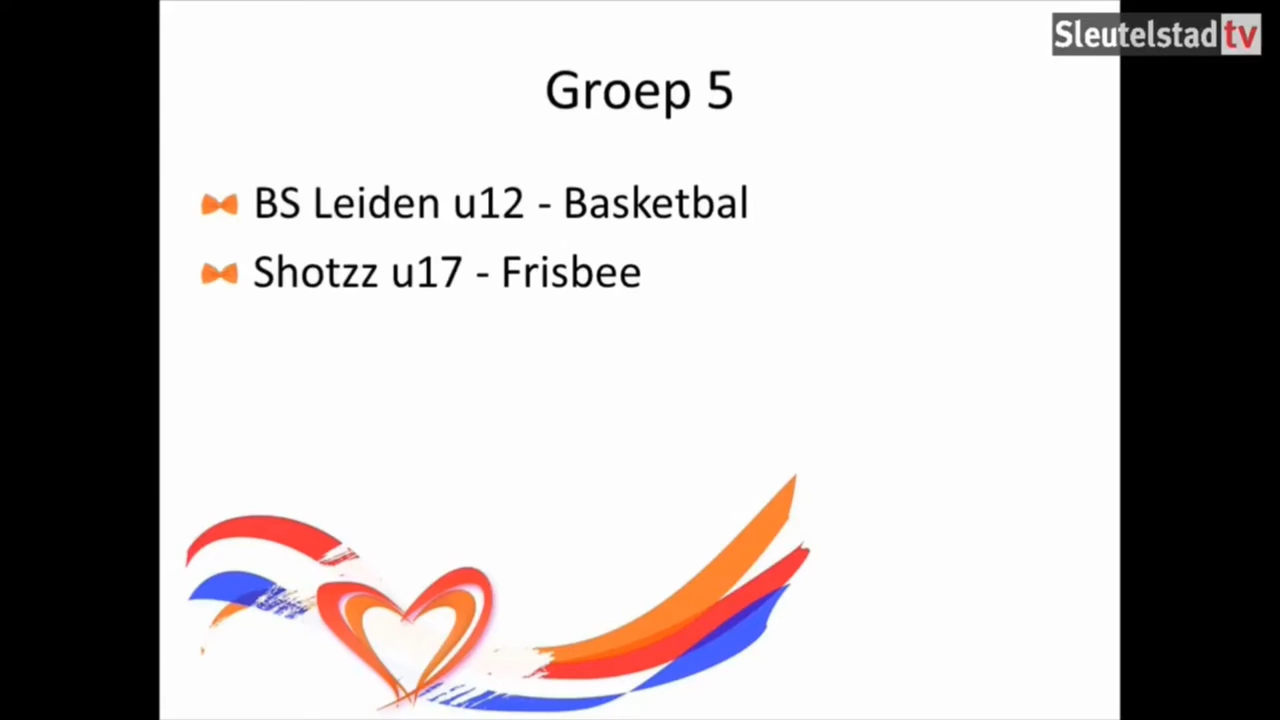 Sleutelstad tv
Groep 5
BS Leiden u12 - Basketbal
Shotzz u17 - Frisbee